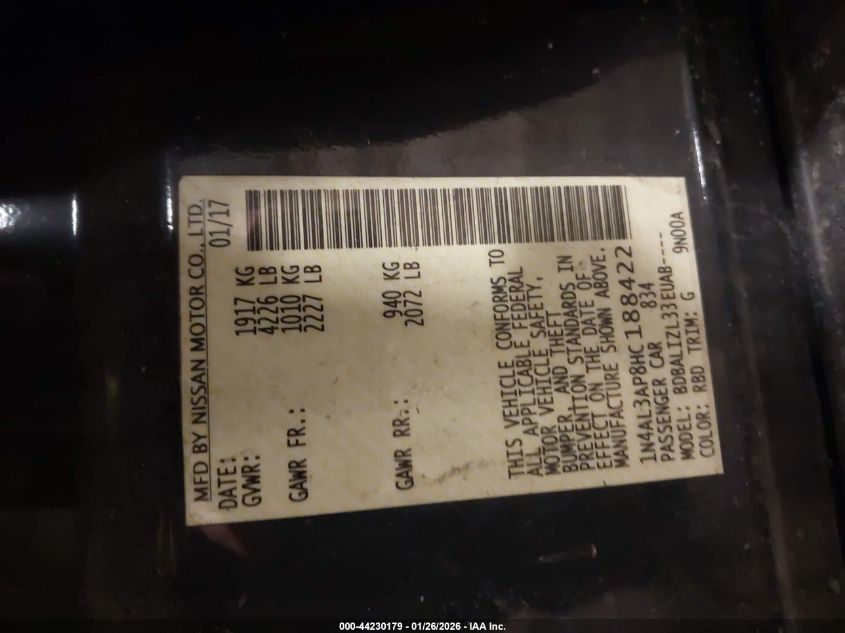 MFD BY NISSAN MOTOR CO., LTD.
DATE: 01/17
GVWR: 1917 KG
4226 LB
GAWR FR.: 1010 KG
2227 LB
GAWR RR.: 940 KG
2072 LB
THIS VEHICLE CONFORMS TO
ALL APPLICABLE FEDERAL
MOTOR VEHICLE SAFETY,
BUMPER, AND THEFT
PREVENTION STANDARDS IN
EFFECT ON THE DATE OF
MANUFACTURE SHOWN ABOVE.
1N4AL3AP8HC188422
PASSENGER CAR 834
MODEL: BDBALIZL33EUAB----
COLOR: RBD TRIM: G 9N00A
000-44230179 - 01/26/2026 - IAA Inc.